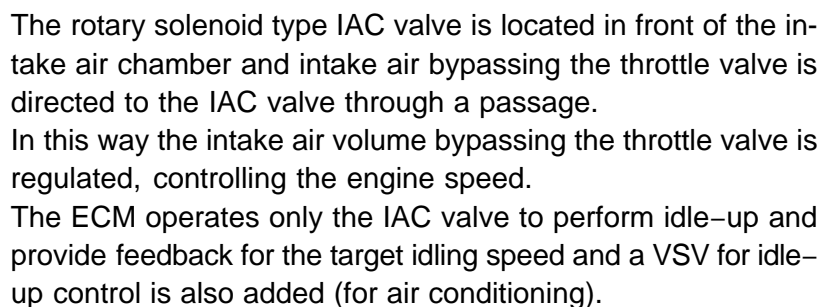 The rotary solenoid type IAC valve is located in front of the in-
take air chamber and intake air bypassing the throttle valve is
directed to the IAC valve through a passage.
In this way the intake air volume bypassing the throttle valve is
regulated, controlling the engine speed.
The ECM operates only the IAC valve to perform idle−up and
provide feedback for the target idling speed and a VSV for idle−
up control is also added (for air conditioning).